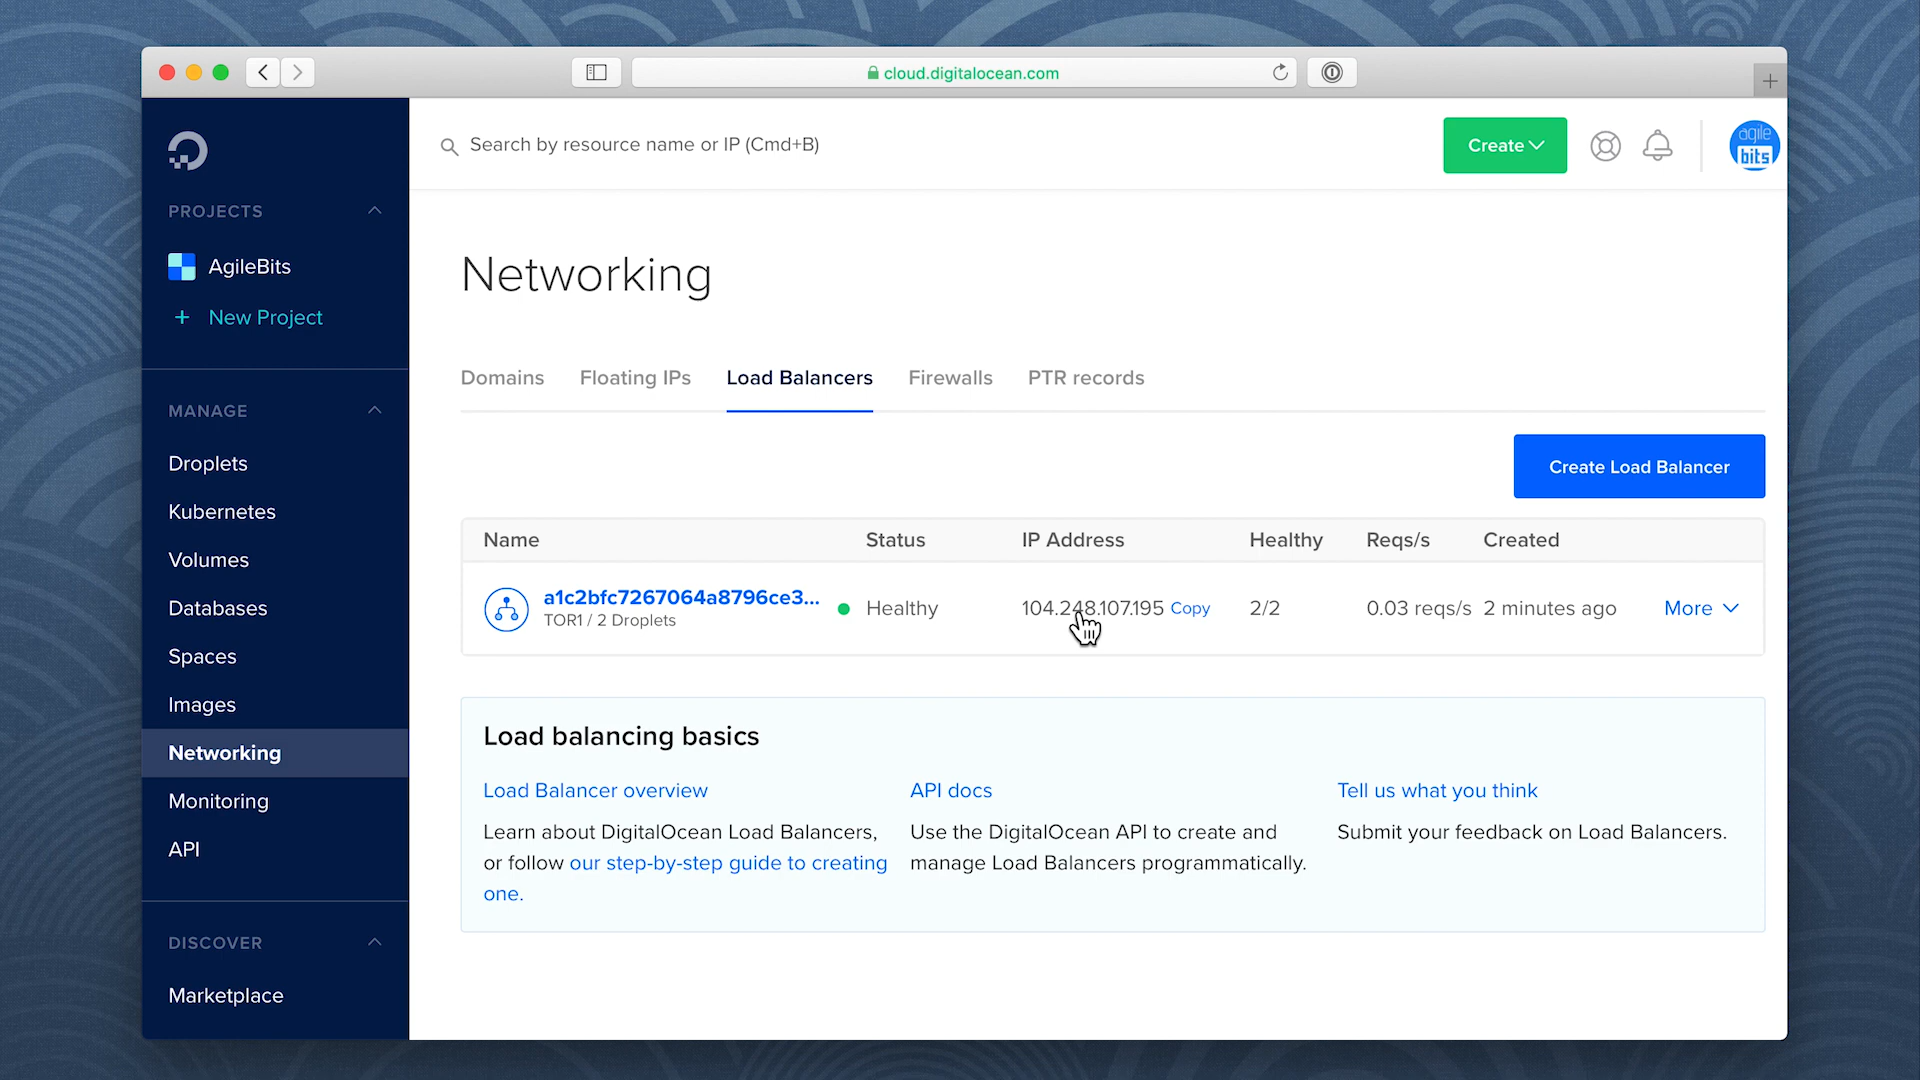 cloud.digitalocean.com
Search by resource name or IP (Cmd+B)
Create
agile
bits
PROJECTS
AgileBits
+ New Project
MANAGE
Droplets
Kubernetes
Volumes
Databases
Spaces
Images
Networking
Monitoring
API
DISCOVER
Marketplace
Networking
Domains Floating IPs Load Balancers Firewalls PTR records
Create Load Balancer
Name Status IP Address Healthy Reqs/s Created
a1c2bfc7267064a8796ce3... Healthy 104.248.107.195 Copy 2/2 0.03 reqs/s 2 minutes ago More
TOR1 / 2 Droplets
Load balancing basics
Load Balancer overview
Learn about DigitalOcean Load Balancers,
or follow our step-by-step guide to creating
one.
API docs
Use the DigitalOcean API to create and
manage Load Balancers programmatically.
Tell us what you think
Submit your feedback on Load Balancers.